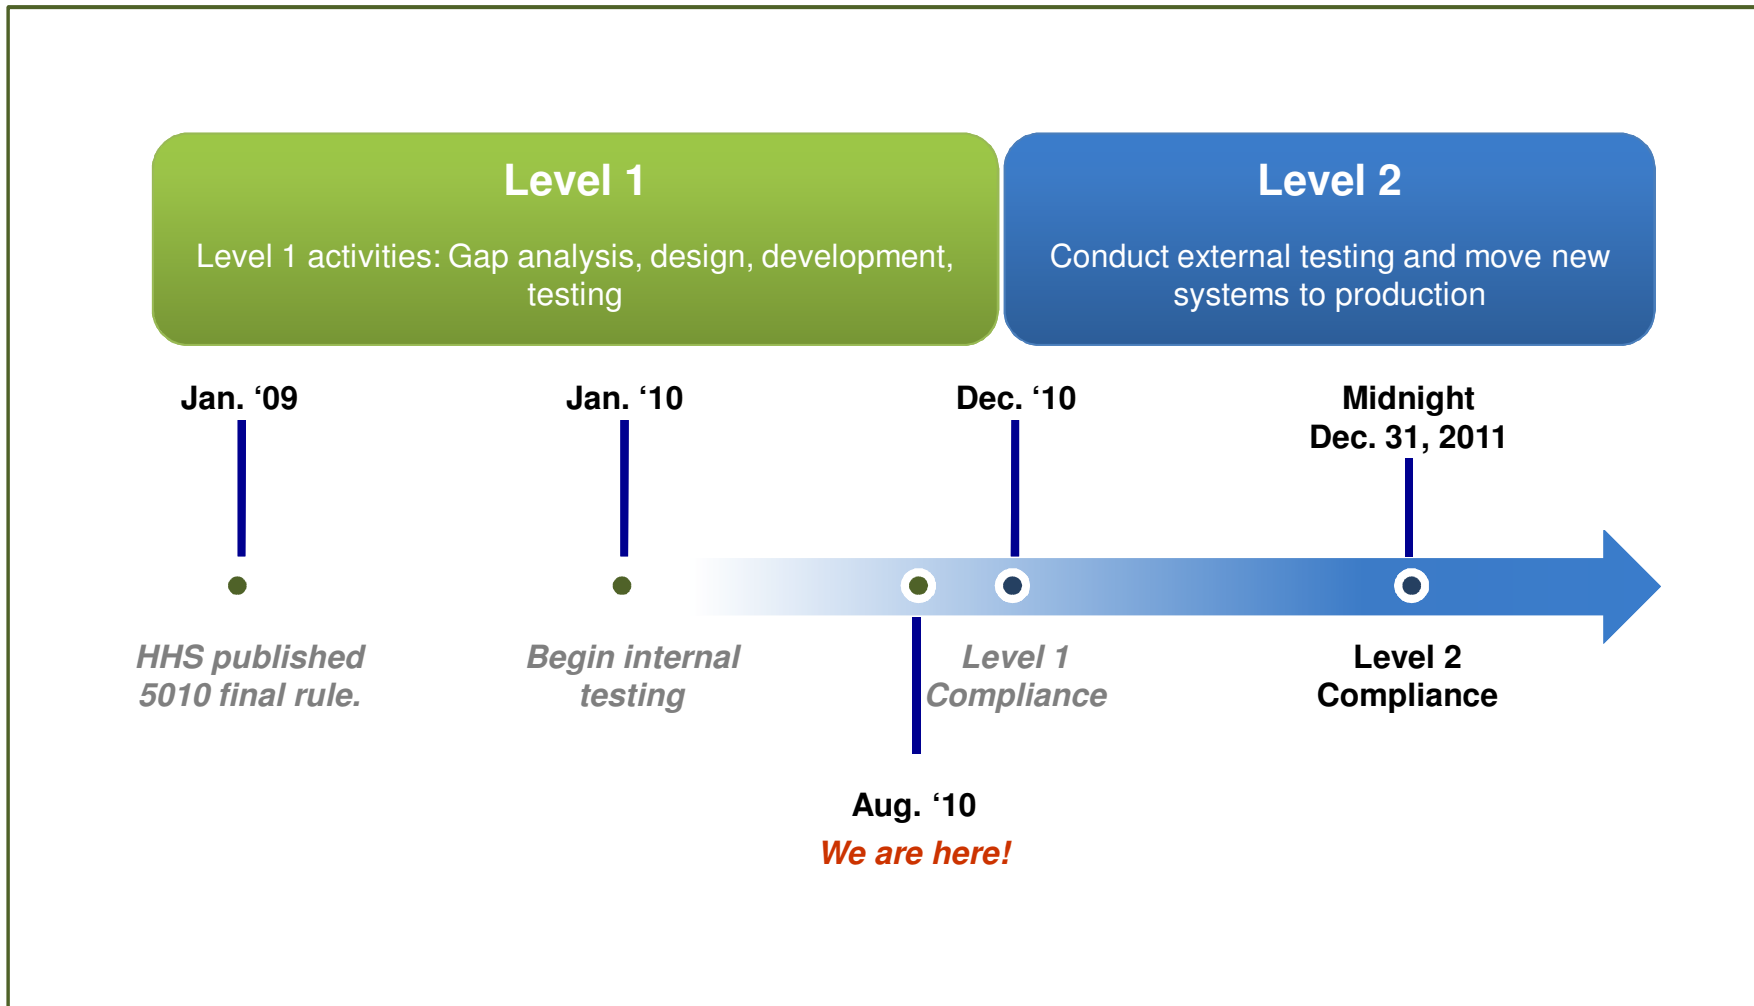 Level 1
Level 1 activities: Gap analysis, design, development,
testing
Level 2
Conduct external testing and move new
systems to production
Jan. ‘09
Jan. ‘10
Dec. ‘10
Midnight
Dec. 31, 2011
HHS published
5010 final rule.
Begin internal
testing
Level 1
Compliance
Level 2
Compliance
Aug. ‘10
We are here!